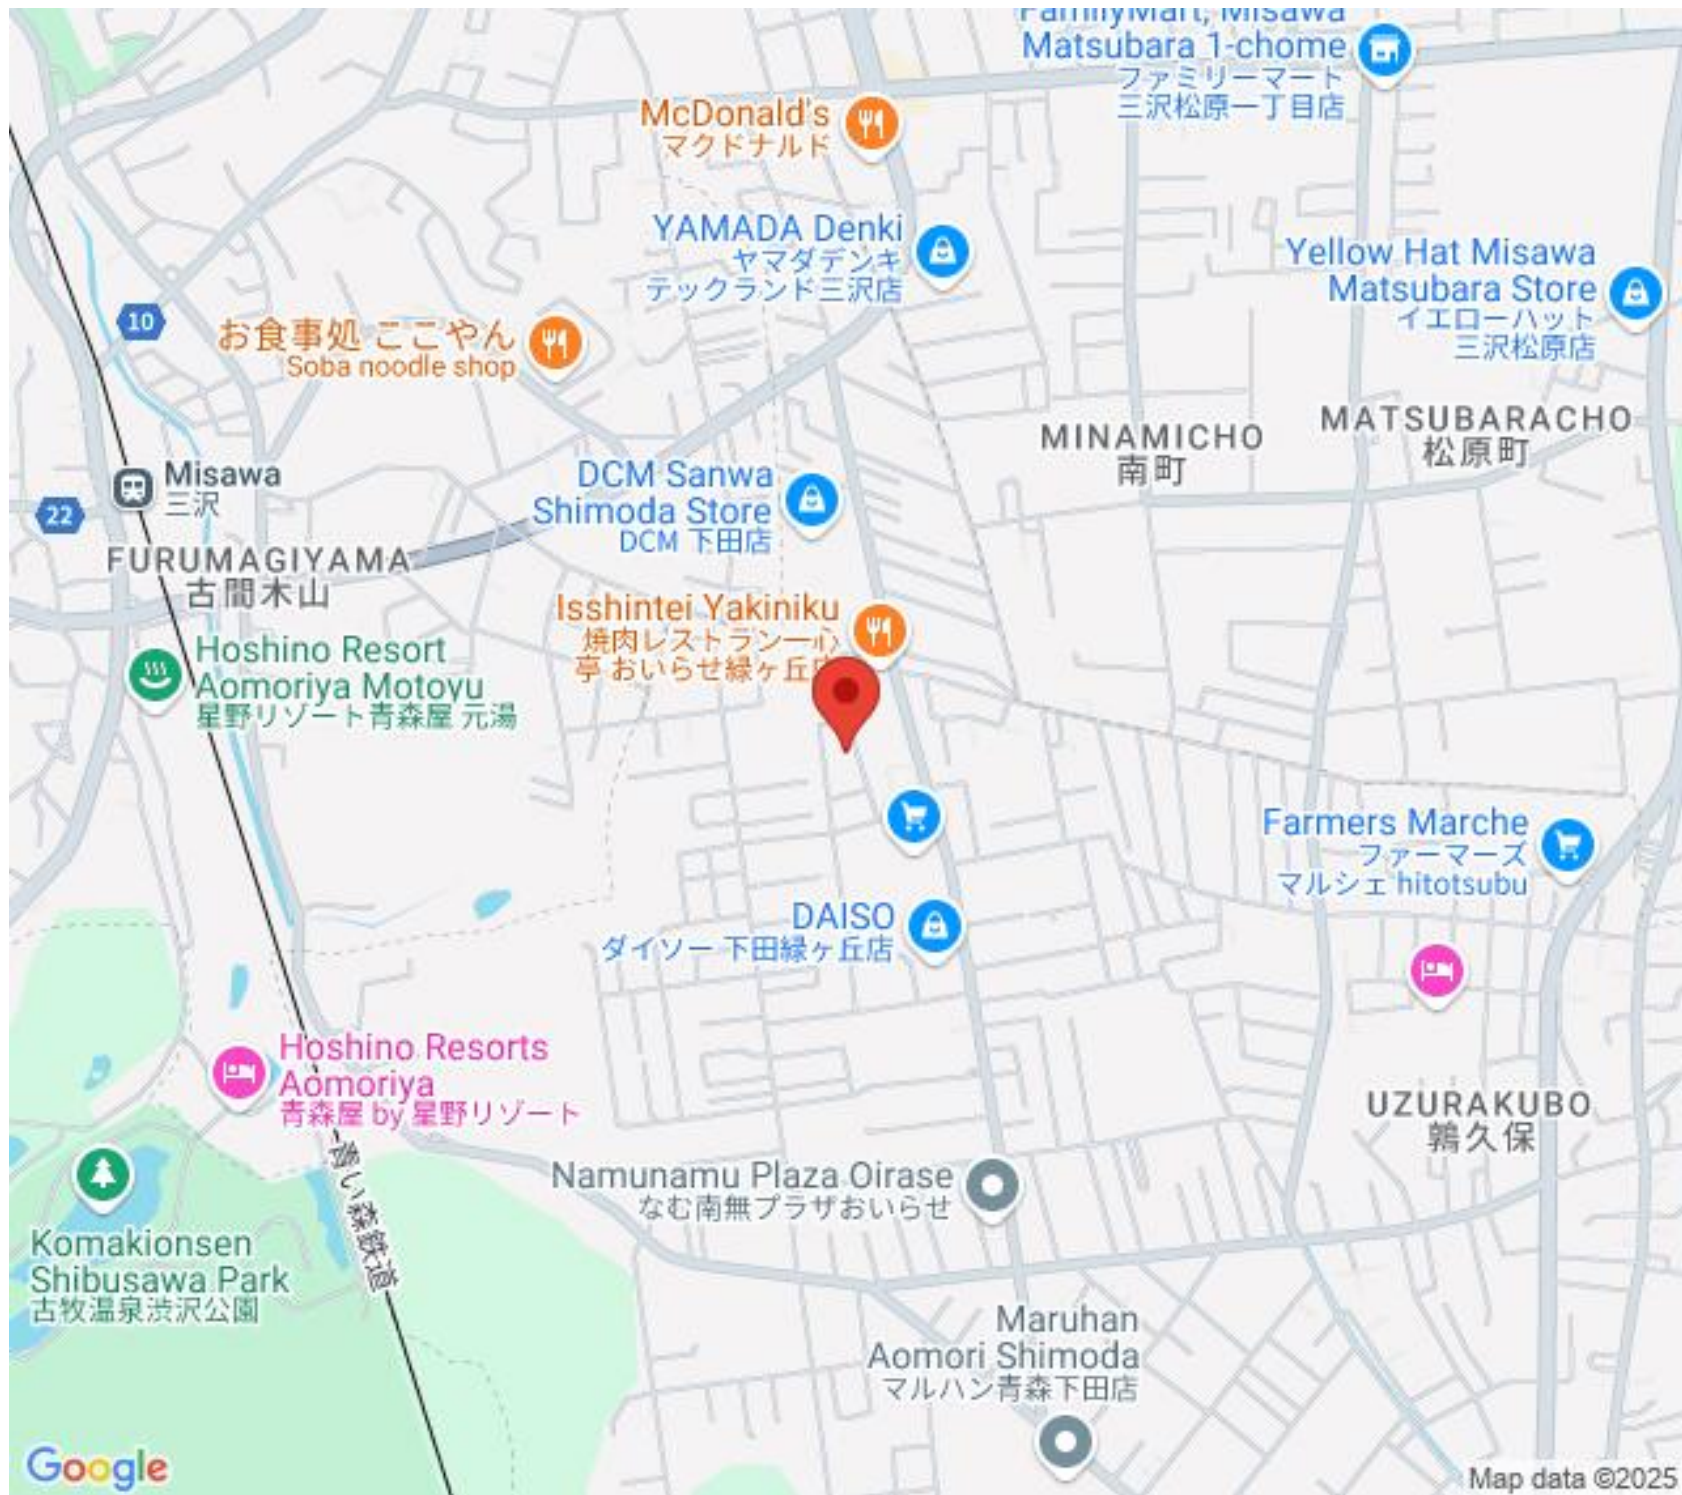 FamilyMart, Misawa
Matsubara 1-chome
ファミリーマート
三沢松原一丁目店
McDonald's
マクドナルド
YAMADA Denki
ヤマダデンキ
テックランド三沢店
Yellow Hat Misawa
Matsubara Store
イエローハット
三沢松原店
10
お食事処 ここやん
Soba noodle shop
MATSUBARACHO
松原町
MINAMICHO
南町
Misawa
三沢
22
DCM Sanwa
Shimoda Store
DCM 下田店
FURUMAGIYAMA
古間木山
Isshintei Yakiniku
焼肉レストラン一心
亭 おいらせ緑ヶ丘店
Hoshino Resort
Aomoriya Motoyu
星野リゾート青森屋 元湯
Farmers Marche
ファーマーズ
マルシェ hitotsubu
DAISO
ダイソー 下田緑ヶ丘店
Hoshino Resorts
Aomoriya
青森屋 by 星野リゾート
UZURAKUBO
鶉久保
青い森鉄道
Namunamu Plaza Oirase
なむ南無プラザおいらせ
Komakionsen
Shibusawa Park
古牧温泉渋沢公園
Maruhan
Aomori Shimoda
マルハン青森下田店
Google
Map data ©2025